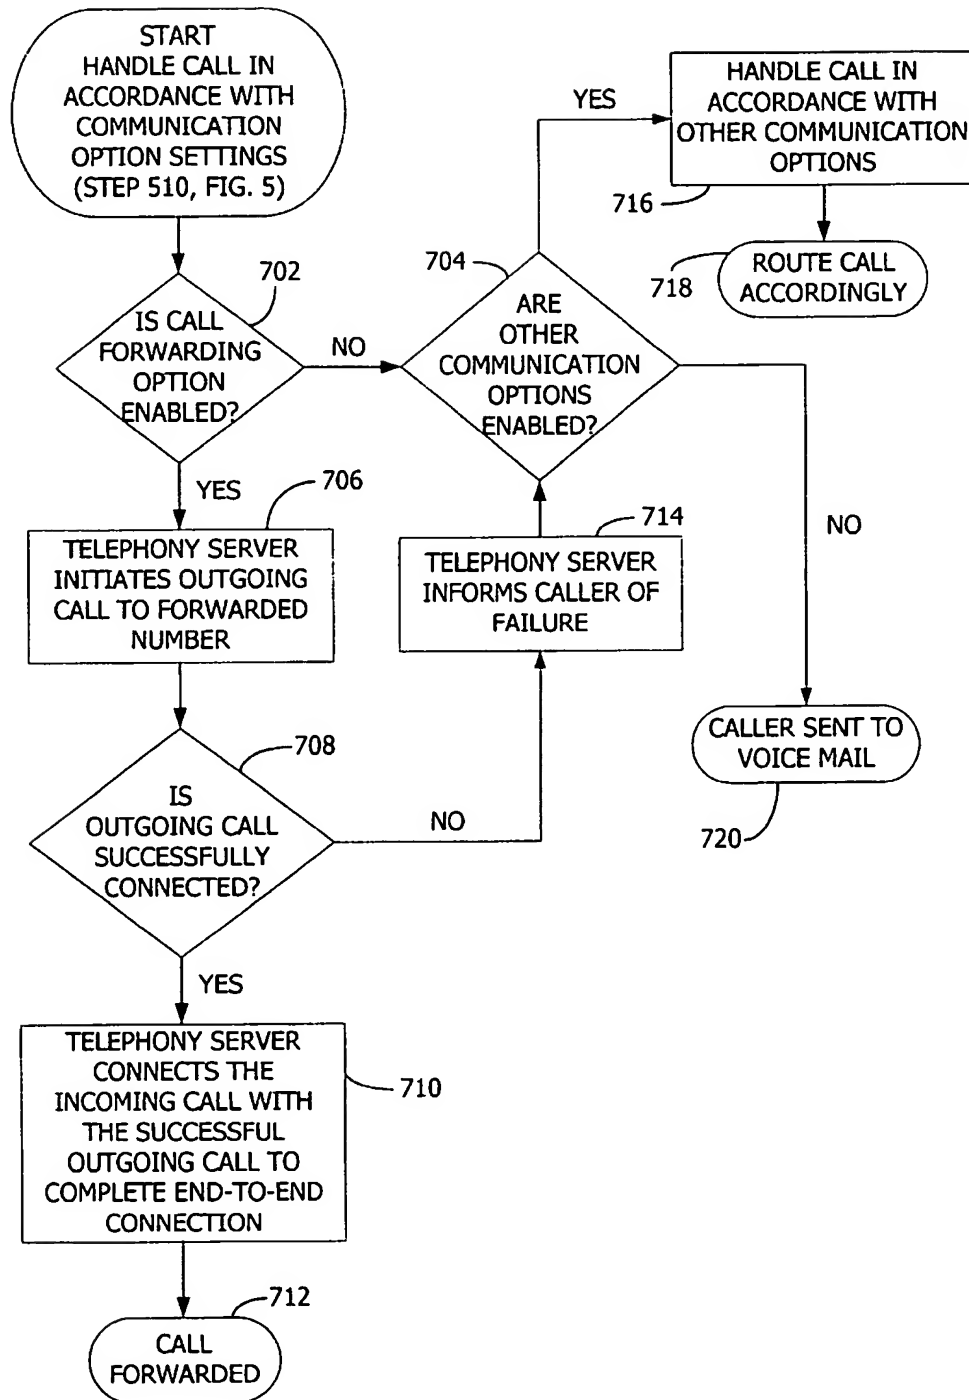 START
HANDLE CALL IN
ACCORDANCE WITH
COMMUNICATION
OPTION SETTINGS
(STEP 510, FIG. 5)
702
IS CALL
FORWARDING
OPTION
ENABLED?
NO
YES
704
ARE
OTHER
COMMUNICATION
OPTIONS
ENABLED?
YES
HANDLE CALL IN
ACCORDANCE WITH
OTHER COMMUNICATION
OPTIONS
716
718
ROUTE CALL
ACCORDINGLY
NO
706
TELEPHONY SERVER
INITIATES OUTGOING
CALL TO FORWARDED
NUMBER
714
TELEPHONY SERVER
INFORMS CALLER OF
FAILURE
CALLER SENT TO
VOICE MAIL
720
708
IS
OUTGOING CALL
SUCCESSFULLY
CONNECTED?
NO
YES
TELEPHONY SERVER
CONNECTS THE
INCOMING CALL WITH
THE SUCCESSFUL
OUTGOING CALL TO
COMPLETE END-TO-END
CONNECTION
710
712
CALL
FORWARDED